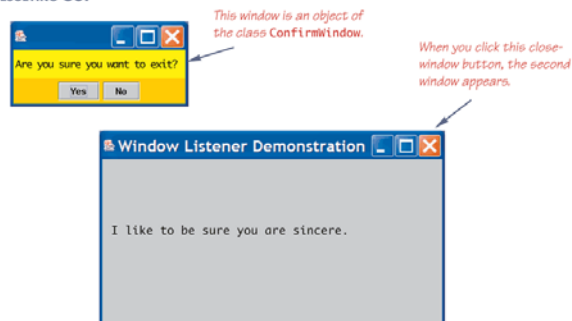 This window is an object of
the class ConfirmWindow.
Are you sure you want to exit?
Yes No
When you click this close-
window button, the second
window appears.
Window Listener Demonstration
I like to be sure you are sincere.